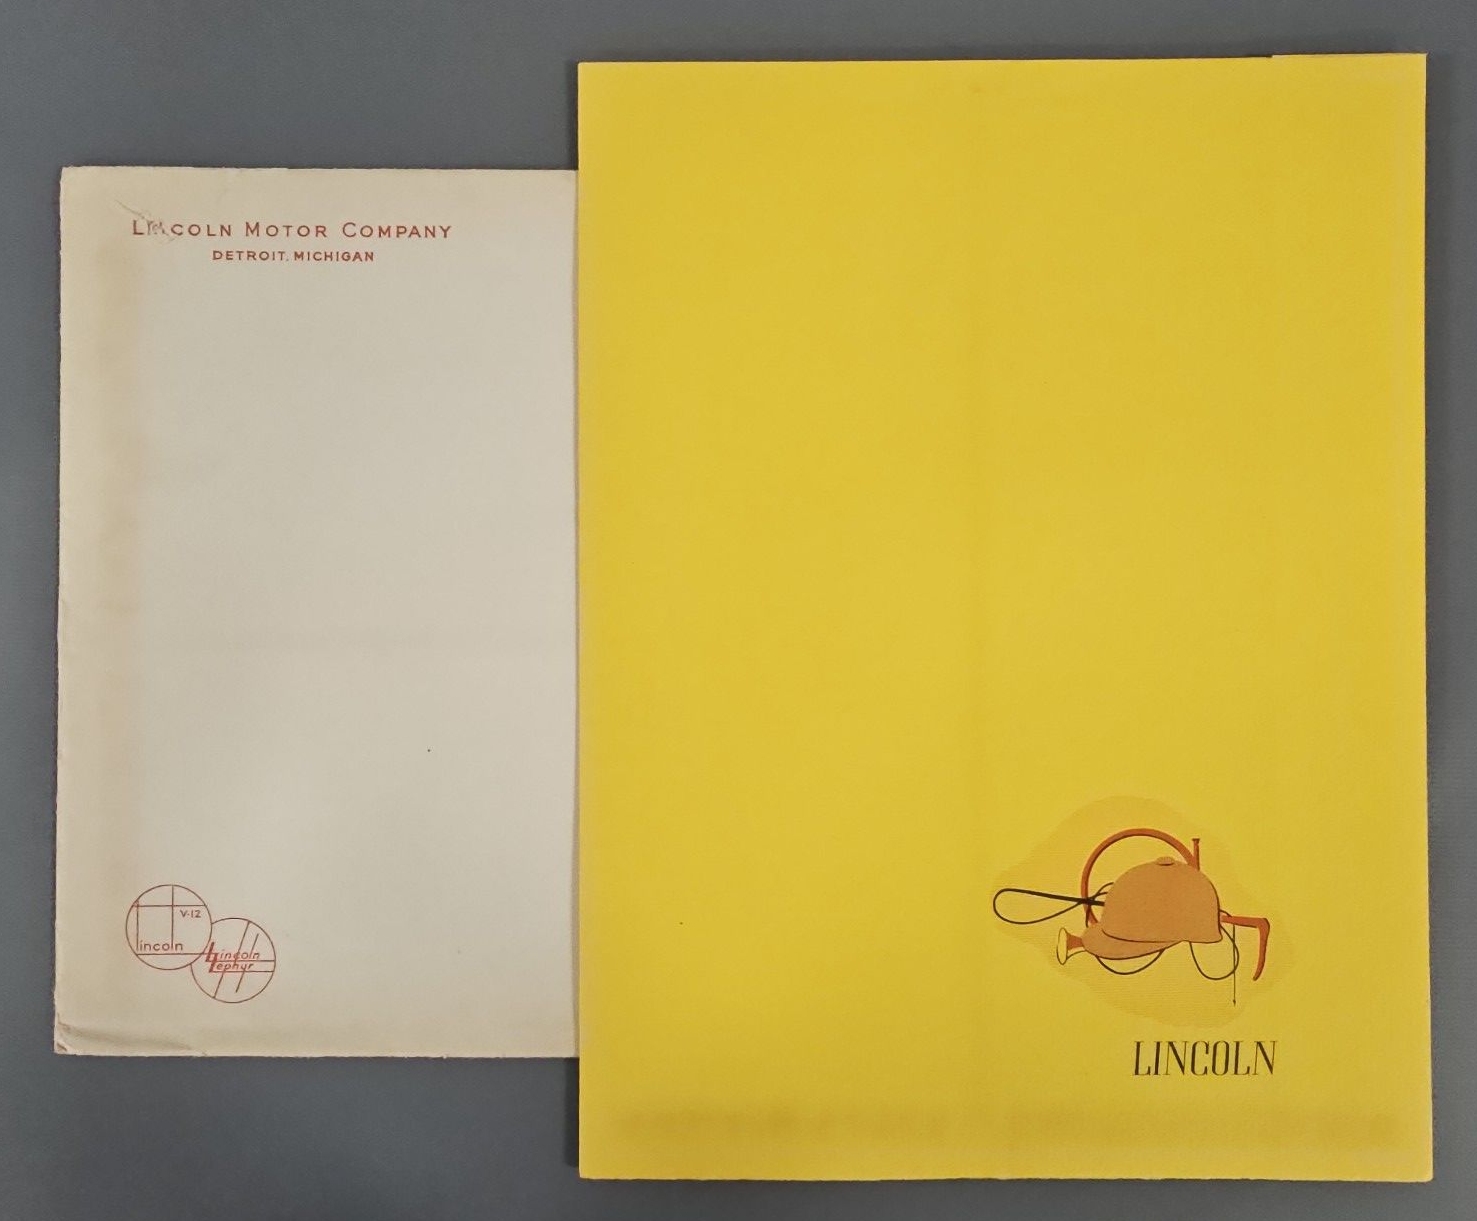 LINCOLN MOTOR COMPANY
DETROIT, MICHIGAN
V-12
lincoln
Lincoln
Zephyr
LINCOLN